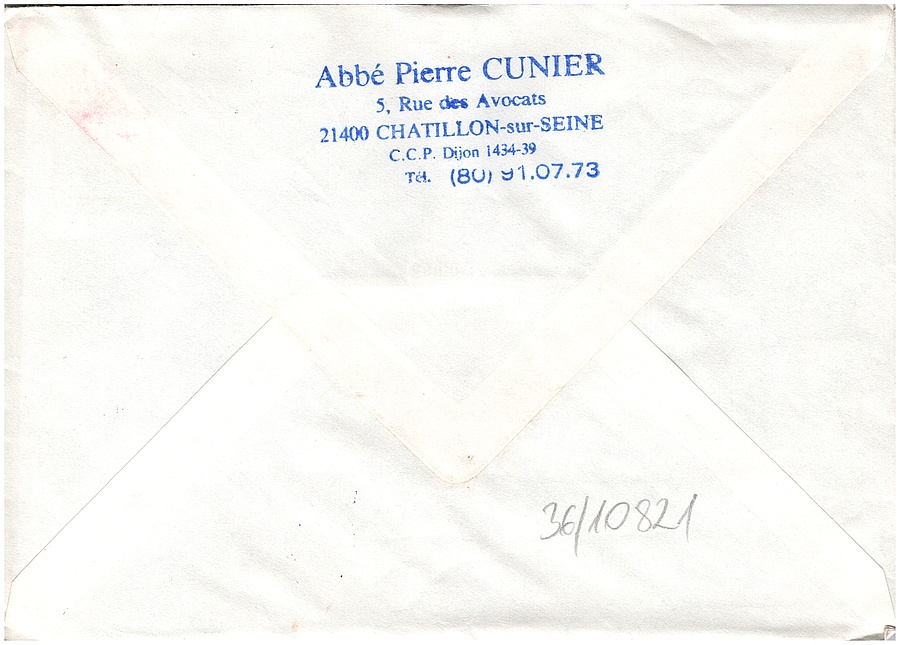 Abbé Pierre CUNIER
5, Rue des Avocats
21400 CHATILLON-sur-SEINE
C.C.P. Dijon 1434-39
Tél. (80) 91.07.73
36/10821